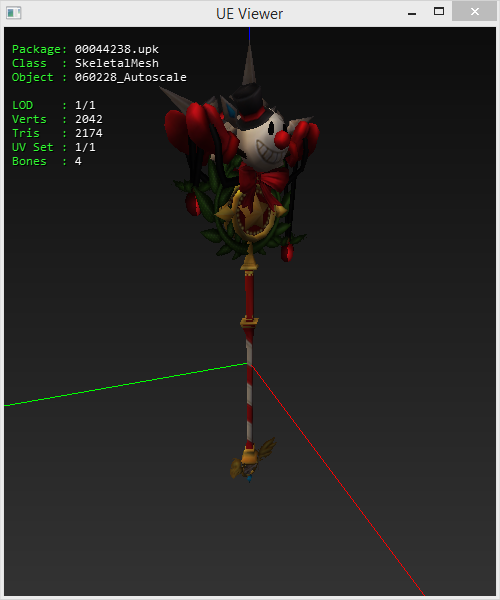 UE Viewer
Package: 00044238.upk
Class  : SkeletalMesh
Object : 060228_Autoscale
LOD    : 1/1
Verts  : 2042
Tris   : 2174
UV Set : 1/1
Bones  : 4